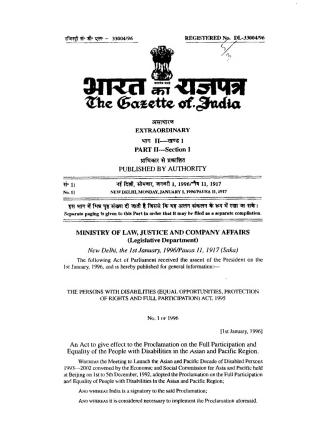 रजिस्ट्री सं० डी० एल०— 33004/96 REGISTERED No. DL-33004/96
भारत का राजपत्र
The Gazette of India
असाधारण
EXTRAORDINARY
भाग II—खण्ड 1
PART II—Section 1
प्राधिकार से प्रकाशित
PUBLISHED BY AUTHORITY
सं० 1] नई दिल्ली, सोमवार, जनवरी 1, 1996/पौष 11, 1917
No. 1] NEW DELHI, MONDAY, JANUARY 1, 1996/PAUSA 11, 1917
इस भाग में भिन्न पृष्ठ संख्या दी जाती है जिससे कि यह अलग संकलन के रूप में रखा जा सके।
Separate paging is given to this Part in order that it may be filed as a separate compilation.
MINISTRY OF LAW, JUSTICE AND COMPANY AFFAIRS
(Legislative Department)
New Delhi, the 1st January, 1996/Pausa 11, 1917 (Saka)
The following Act of Parliament received the assent of the President on the
1st January, 1996, and is hereby published for general information:—
THE PERSONS WITH DISABILITIES (EQUAL OPPORTUNITIES, PROTECTION
OF RIGHTS AND FULL PARTICIPATION) ACT, 1995
No. 1 OF 1996
[1st January, 1996]
An Act to give effect to the Proclamation on the Full Participation and
Equality of the People with Disabilities in the Asian and Pacific Region.
WHEREAS the Meeting to Launch the Asian and Pacific Decade of Disabled Persons
1993—2002 convened by the Economic and Social Commission for Asia and Pacific held
at Beijing on 1st to 5th December, 1992, adopted the Proclamation on the Full Participation
and Equality of People with Disabilities in the Asian and Pacific Region;
AND WHEREAS India is a signatory to the said Proclamation;
AND WHEREAS it is considered necessary to implement the Proclamation aforesaid.